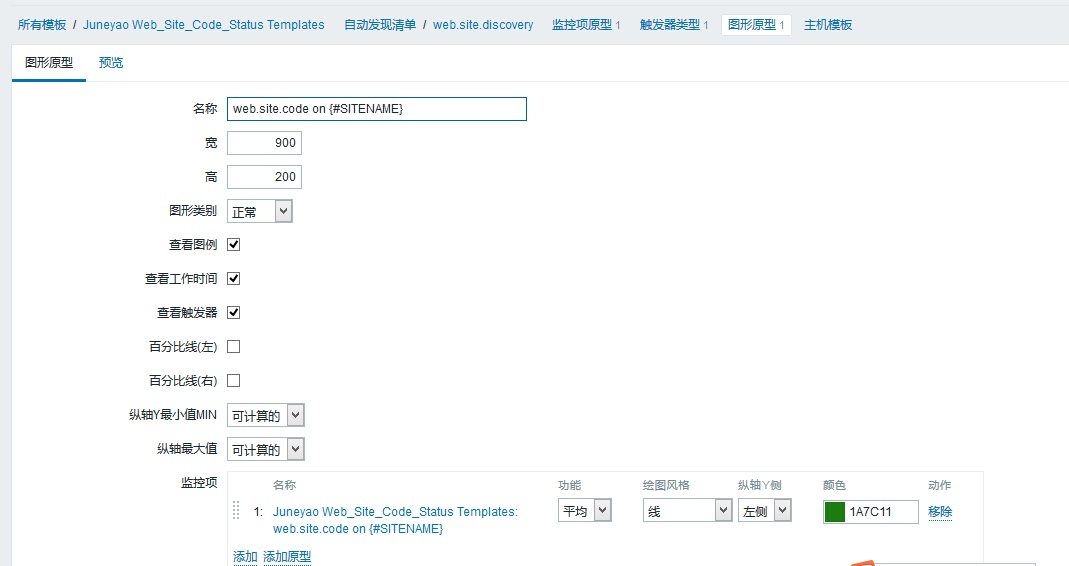 所有模板 / Juneyao Web_Site_Code_Status Templates 自动发现清单 / web.site.discovery 监控项原型 1 触发器类型 1 图形原型 1 主机模板
图形原型 预览
名称 web.site.code on {#SITENAME}
宽 900
高 200
图形类别 正常
查看图例
查看工作时间
查看触发器
百分比线(左)
百分比线(右)
纵轴Y最小值MIN 可计算的
纵轴最大值 可计算的
监控项 名称 功能 绘图风格 纵轴Y侧 颜色 动作
1: Juneyao Web_Site_Code_Status Templates: 平均 线 左侧 1A7C11 移除
web.site.code on {#SITENAME}
添加 添加原型